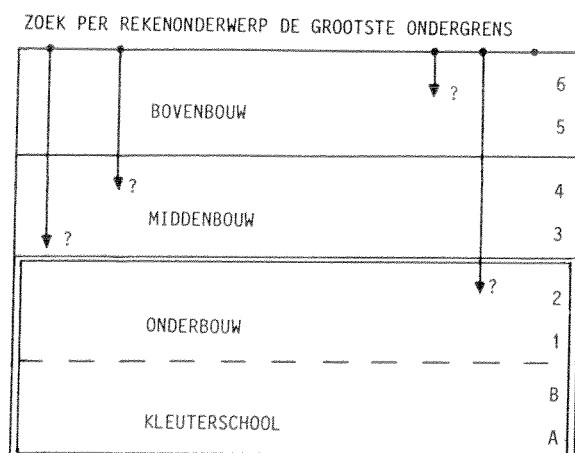 ZOEK PER REKENONDERWERP DE GROOTSTE ONDERGRENS
6
? 
BOVENBOUW
5
?
4
MIDDENBOUW
? 3
?
2
ONDERBOUW
1
B
KLEUTERSCHOOL
A